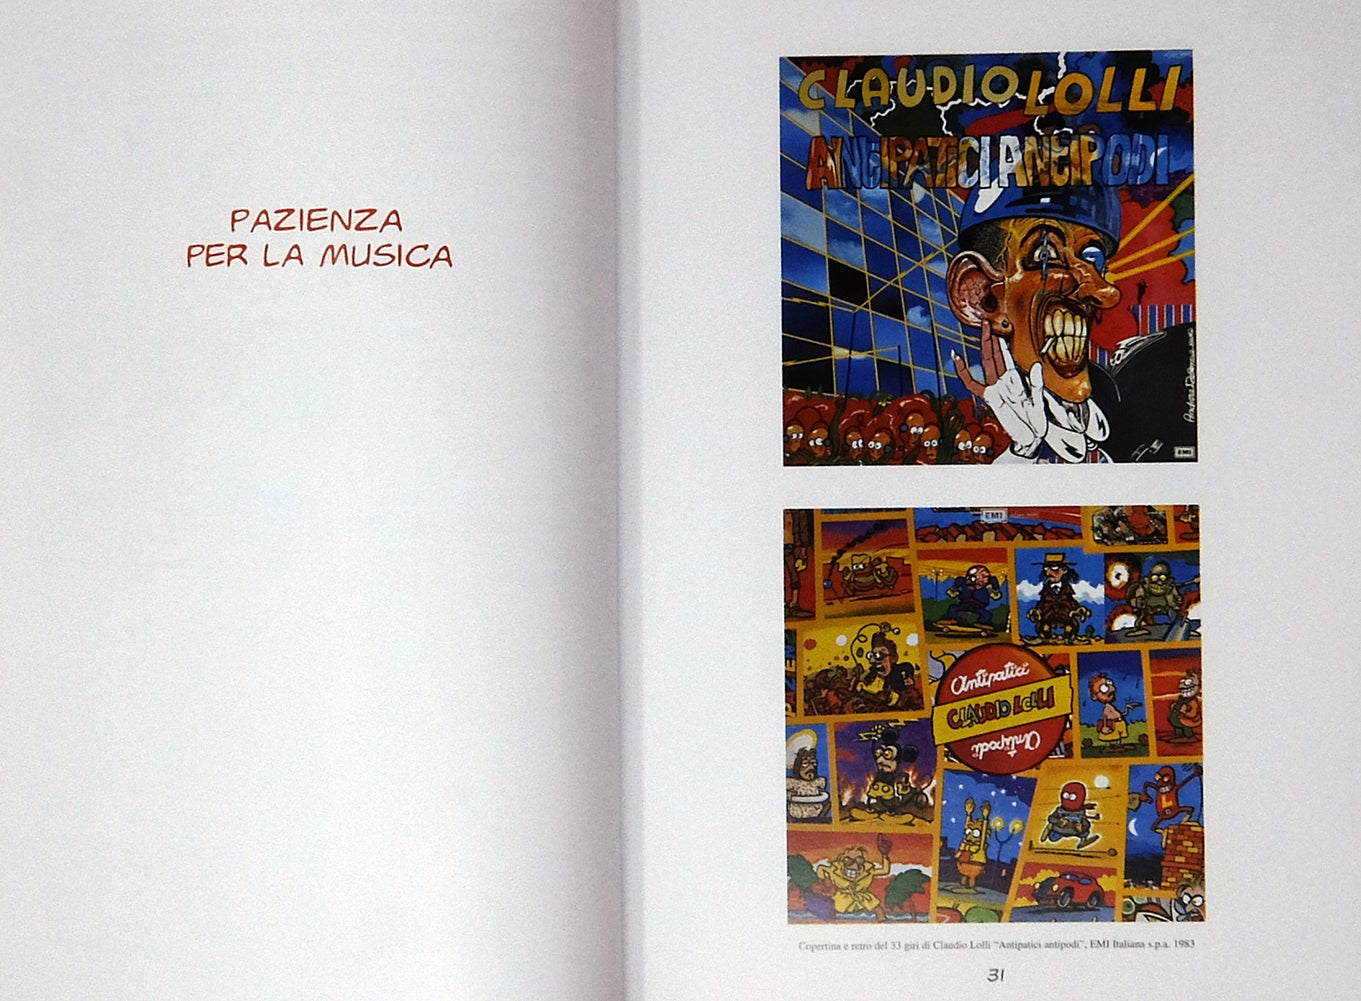 PAZIENZA
PER LA MUSICA
CLAUDIO LOLLI
ANTIPATICI ANTIPODI
EMI
EMI
Antipatici
CLAUDIO LOLLI
Antipodi
Copertina e retro del 33 giri di Claudio Lolli "Antipatici antipodi", EMI Italiana s.p.a. 1983
31